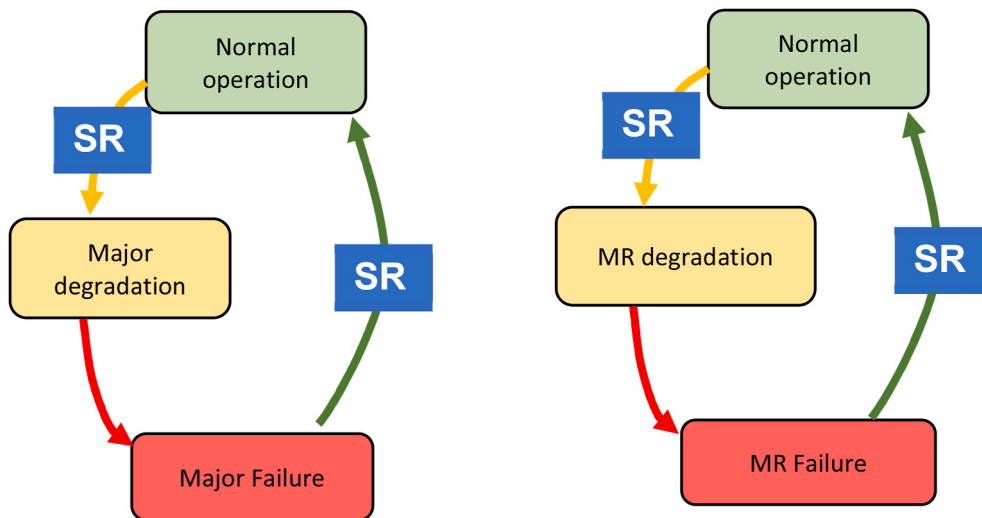 Normal
operation
SR
Major
degradation
SR
Major Failure
Normal
operation
SR
MR degradation
SR
MR Failure